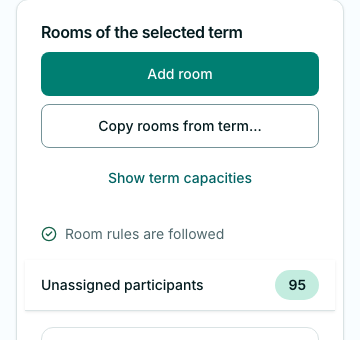 Rooms of the selected term
Add room
Copy rooms from term...
Show term capacities
Room rules are followed
Unassigned participants 95